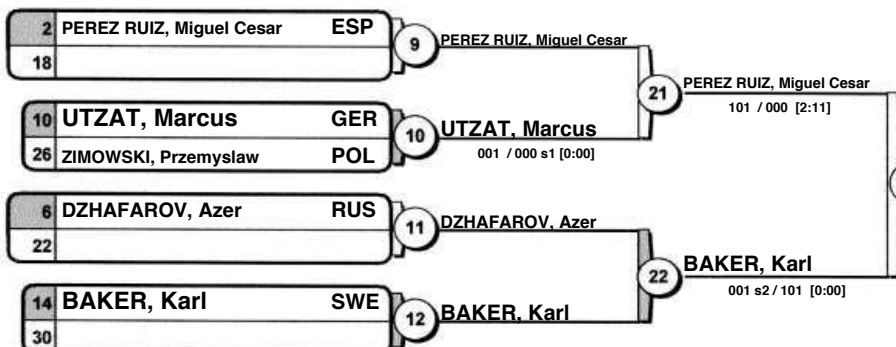 2 PEREZ RUIZ, Miguel Cesar ESP
18
9
PEREZ RUIZ, Miguel Cesar
10 UTZAT, Marcus GER
26 ZIMOWSKI, Przemyslaw POL
10
UTZAT, Marcus
001 / 000 s1 [0:00]
21
PEREZ RUIZ, Miguel Cesar
101 / 000 [2:11]
6 DZHAFAROV, Azer RUS
22
11
DZHAFAROV, Azer
14 BAKER, Karl SWE
30
12
BAKER, Karl
22
BAKER, Karl
001 s2 / 101 [0:00]